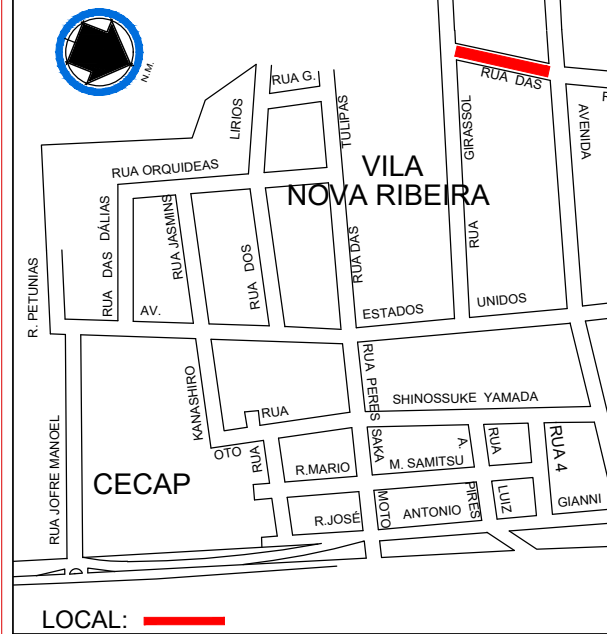 N.M.
RUA G.
LIRIOS
TULIPAS
GIRASSOL
RUA DAS
AVENIDA
RUA ORQUIDEAS
VILA
NOVA RIBEIRA
R. PETUNIAS
RUA DAS DÁLIAS
RUA JASMINS
RUA DOS
RUA DAS
RUA
AV.
ESTADOS
UNIDOS
KANASHIRO
RUA PERES
SHINOSSUKE YAMADA
RUA
OTO
RUA
SAKA
A.
RUA
RUA 4
RUA JOFRE MANOEL
CECAP
R.MARIO
M. SAMITSU
MOTO
PIRES
LUIZ
GIANNI
R.JOSÉ
ANTONIO
LOCAL: